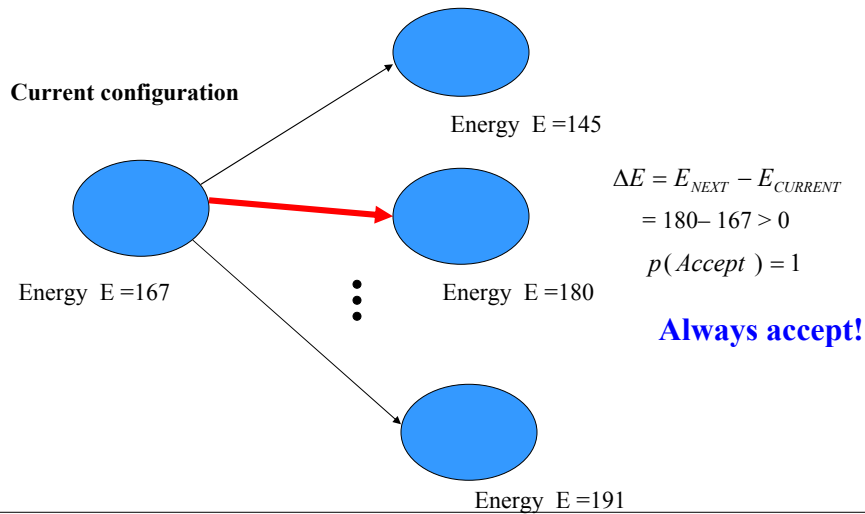 Current configuration
Energy E =145
Energy E =167
Energy E =180
ΔE = E_NEXT − E_CURRENT
= 180– 167 > 0
p(Accept ) = 1
Always accept!
Energy E =191